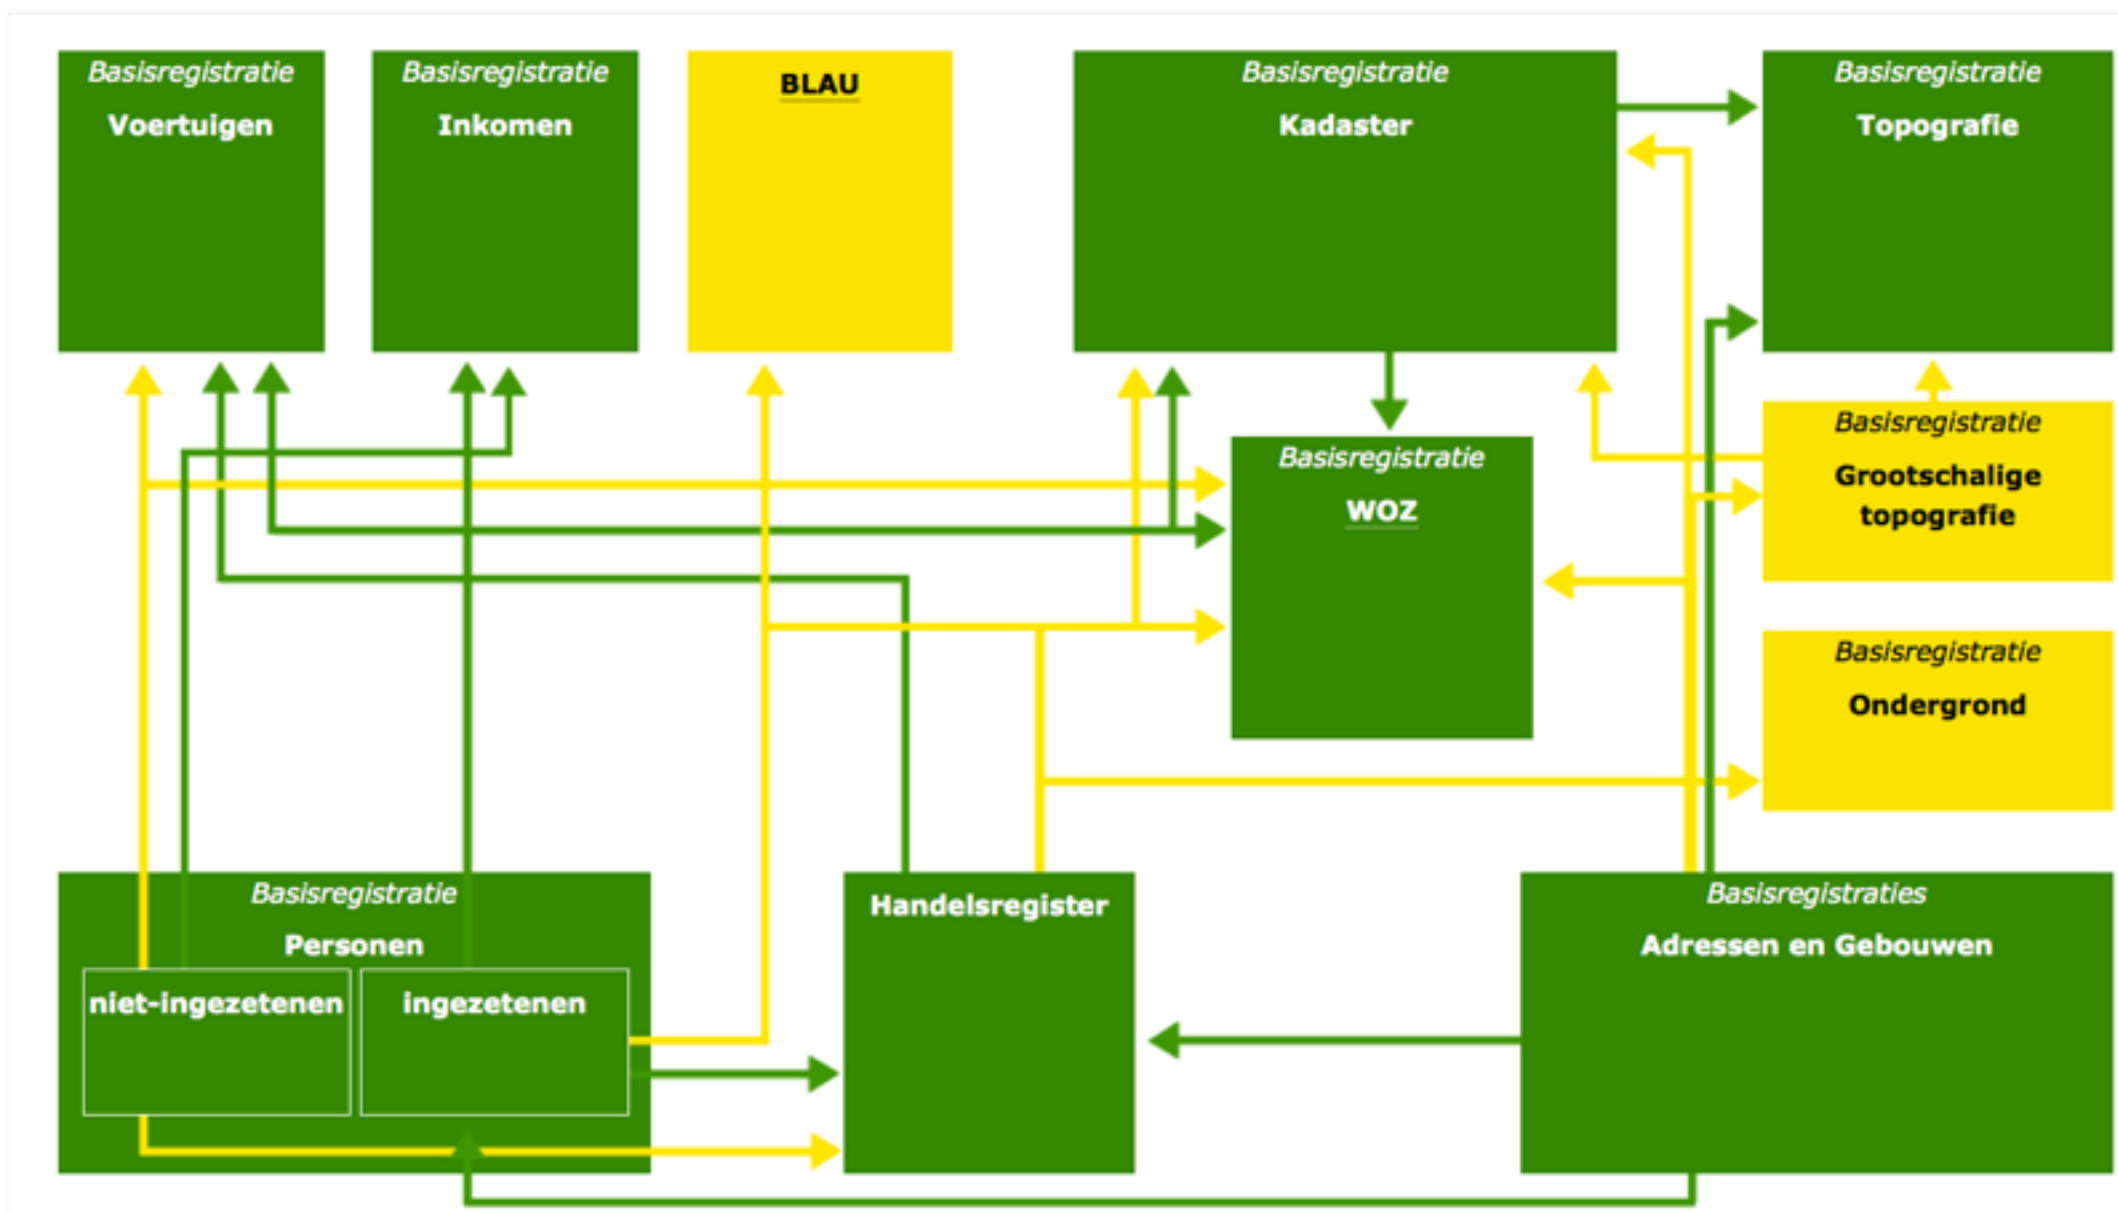 Basisregistratie
Voertuigen
Basisregistratie
Inkomen
BLAU
Basisregistratie
Kadaster
Basisregistratie
Topografie
Basisregistratie
WOZ
Basisregistratie
Grootschalige
topografie
Basisregistratie
Ondergrond
Basisregistratie
Personen
niet-ingezetenen
ingezetenen
Handelsregister
Basisregistraties
Adressen en Gebouwen